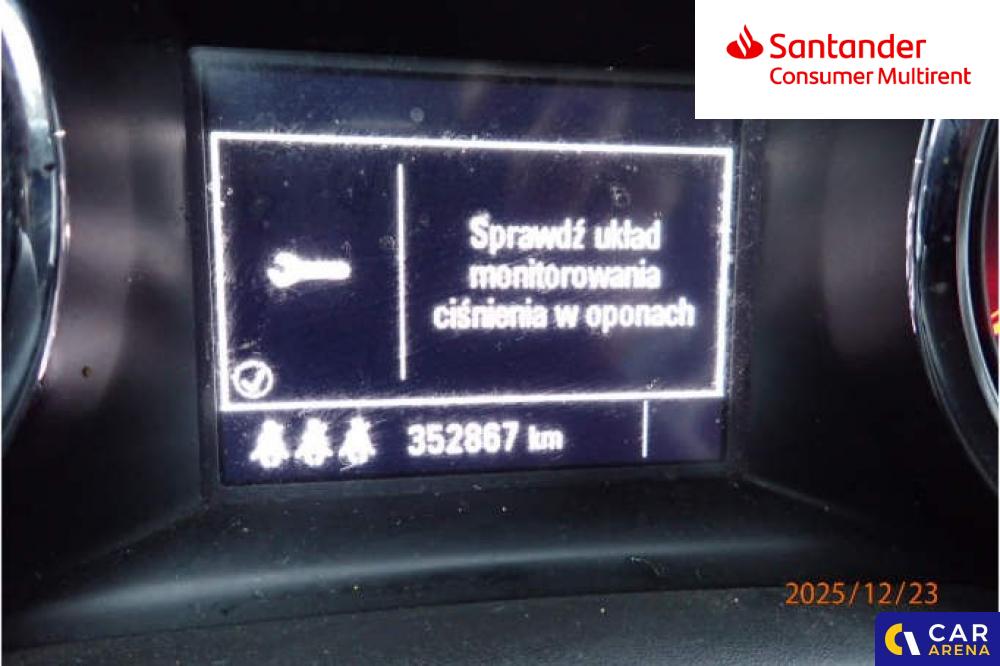 Santander
Consumer Multirent
Sprawdź układ
monitorowania
ciśnienia w oponach
352867 km
2025/12/23
CAR
ARENA